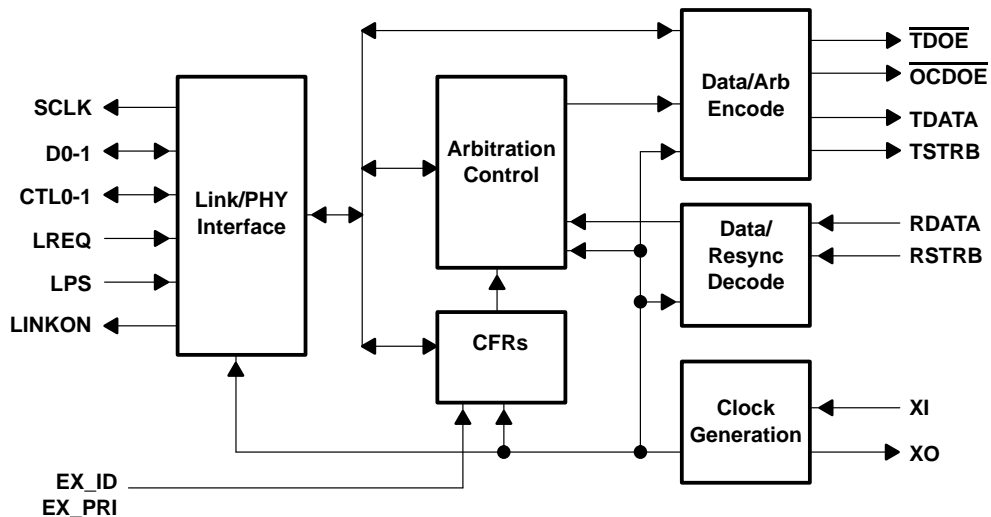 SCLK
D0-1
CTL0-1
LREQ
LPS
LINKON
Link/PHY
Interface
Arbitration
Control
CFRs
EX_ID
EX_PRI
Data/Arb
Encode
Data/
Resync
Decode
Clock
Generation
TDOE
OCDOE
TDATA
TSTRB
RDATA
RSTRB
XI
XO